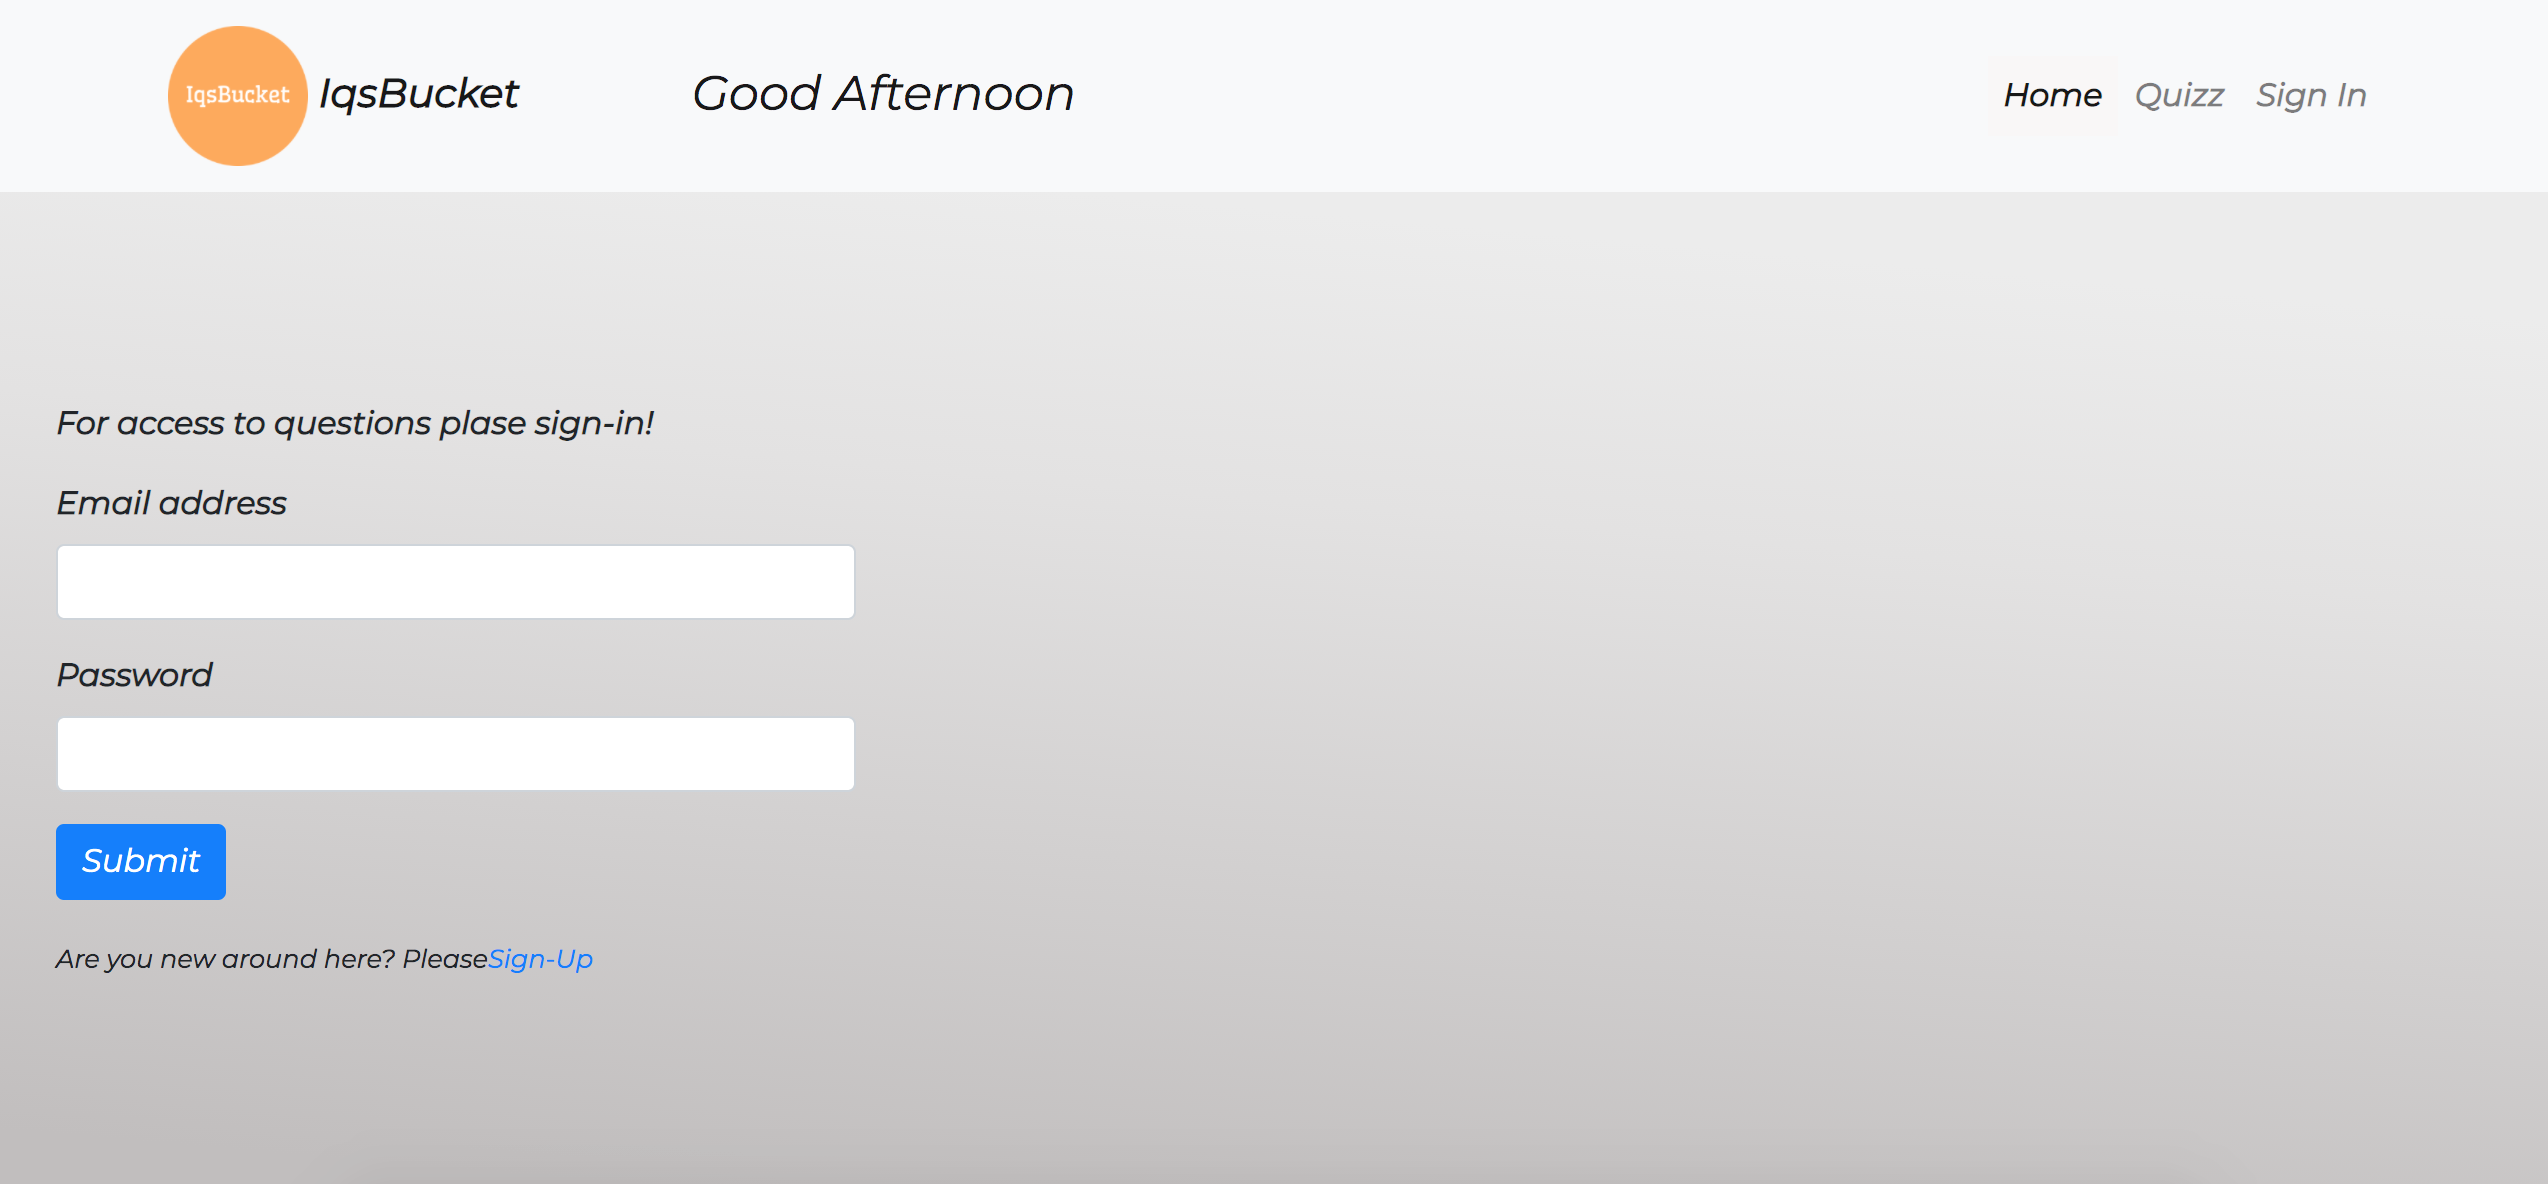 IqsBucket IqsBucket Good Afternoon Home Quizz Sign In
For access to questions plase sign-in!
Email address
Password
Submit
Are you new around here? PleaseSign-Up